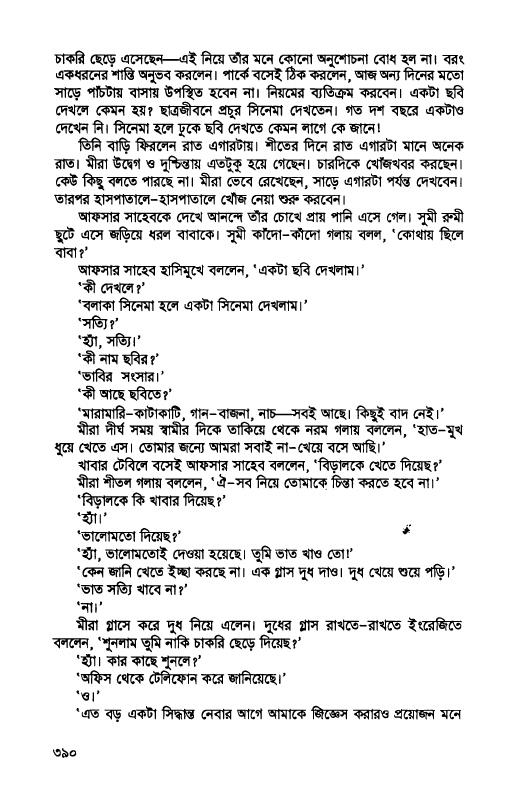 চাকরি ছেড়ে এসেছেন—এই নিয়ে তাঁর মনে কোনো অনুশোচনা বোধ হল না। বরং
একধরনের শান্তি অনুভব করলেন। পার্কে বসেই ঠিক করলেন, আজ অন্য দিনের মতো
সাড়ে পাঁচটায় বাসায় উপস্থিত হবেন না। নিয়মের ব্যতিক্রম করবেন। একটা ছবি
দেখলে কেমন হয়? ছাত্রজীবনে প্রচুর সিনেমা দেখতেন। গত দশ বছরে একটাও
দেখেন নি। সিনেমা হলে ঢুকে ছবি দেখতে কেমন লাগে কে জানে!
তিনি বাড়ি ফিরলেন রাত এগারটায়। শীতের দিনে রাত এগারটা মানে অনেক
রাত। মীরা উদ্বেগ ও দুশ্চিন্তায় এতটুকু হয়ে গেছেন। চারদিকে খোঁজখবর করছেন।
কেউ কিছু বলতে পারছে না। মীরা ভেবে রেখেছেন, সাড়ে এগারটা পর্যন্ত দেখবেন।
তারপর হাসপাতালে-হাসপাতালে খোঁজ নেয়া শুরু করবেন।
আফসার সাহেবকে দেখে আনন্দে তাঁর চোখে প্রায় পানি এসে গেল। সুমী রুমী
ছুটে এসে জড়িয়ে ধরল বাবাকে। সুমী কাঁদো-কাঁদো গলায় বলল, ‘কোথায় ছিলে
বাবা?’
আফসার সাহেব হাসিমুখে বললেন, ‘একটা ছবি দেখলাম।’
‘কী দেখলে?’
‘বলাকা সিনেমা হলে একটা সিনেমা দেখলাম।’
‘সত্যি?’
‘হ্যাঁ, সত্যি।’
‘কী নাম ছবির?’
‘ভাবির সংসার।’
‘কী আছে ছবিতে?’
‘মারামারি-কাটাকাটি, গান-বাজনা, নাচ—সবই আছে। কিছুই বাদ নেই।’
মীরা দীর্ঘ সময় স্বামীর দিকে তাকিয়ে থেকে নরম গলায় বললেন, ‘হাত-মুখ
ধুয়ে খেতে এস। তোমার জন্যে আমরা সবাই না-খেয়ে বসে আছি।’
খাবার টেবিলে বসেই আফসার সাহেব বললেন, ‘বিড়ালকে খেতে দিয়েছ?’
মীরা শীতল গলায় বললেন, ‘ঐ-সব নিয়ে তোমাকে চিন্তা করতে হবে না।’
‘বিড়ালকে কি খাবার দিয়েছ?’
‘হ্যাঁ।’
‘ভালোমতো দিয়েছ?’
‘হ্যাঁ, ভালোমতোই দেওয়া হয়েছে। তুমি ভাত খাও তো!’
‘কেন জানি খেতে ইচ্ছা করছে না। এক গ্লাস দুধ দাও। দুধ খেয়ে শুয়ে পড়ি।’
‘ভাত সত্যি খাবে না?’
‘না।’
মীরা গ্লাসে করে দুধ নিয়ে এলেন। দুধের গ্লাস রাখতে-রাখতে ইংরেজিতে
বললেন, ‘শুনলাম তুমি নাকি চাকরি ছেড়ে দিয়েছ?’
‘হ্যাঁ। কার কাছে শুনলে?’
‘অফিস থেকে টেলিফোন করে জানিয়েছে।’
‘ও।’
‘এত বড় একটা সিদ্ধান্ত নেবার আগে আমাকে জিজ্ঞেস করারও প্রয়োজন মনে
৩৯০